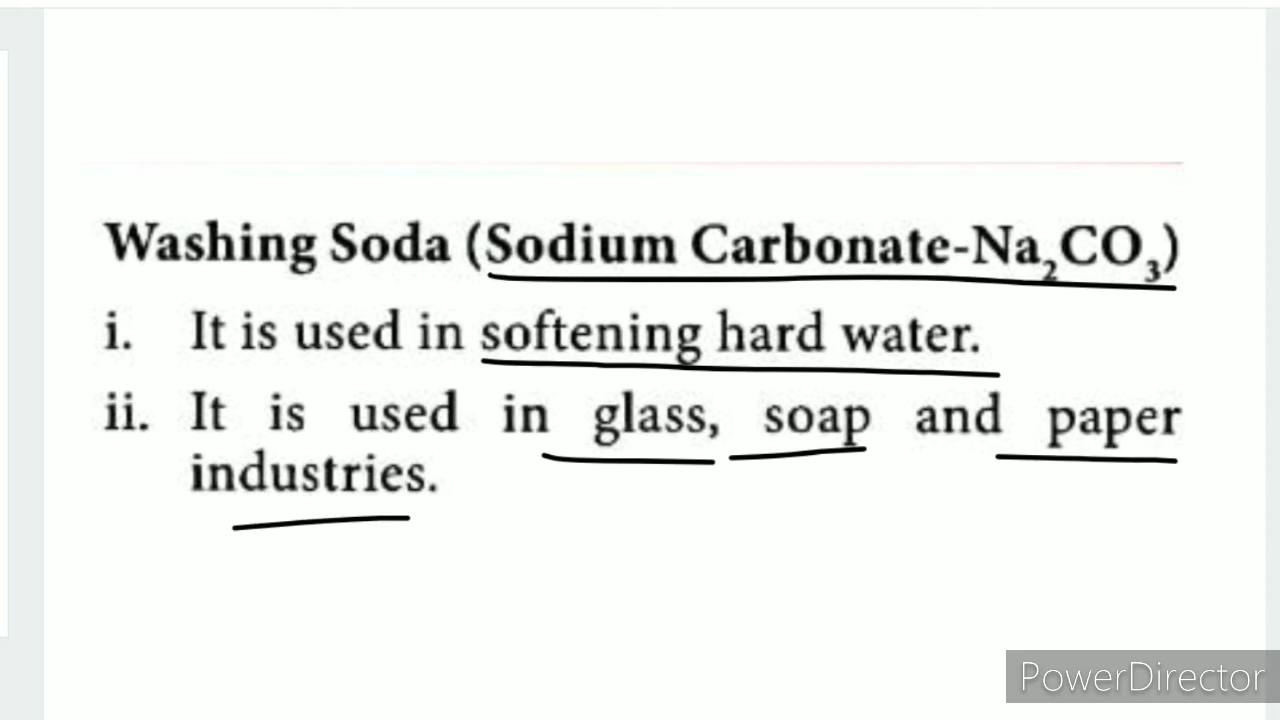 Washing Soda (Sodium Carbonate-Na₂CO₃)
i. It is used in softening hard water.
ii. It is used in glass, soap and paper
industries.
PowerDirector